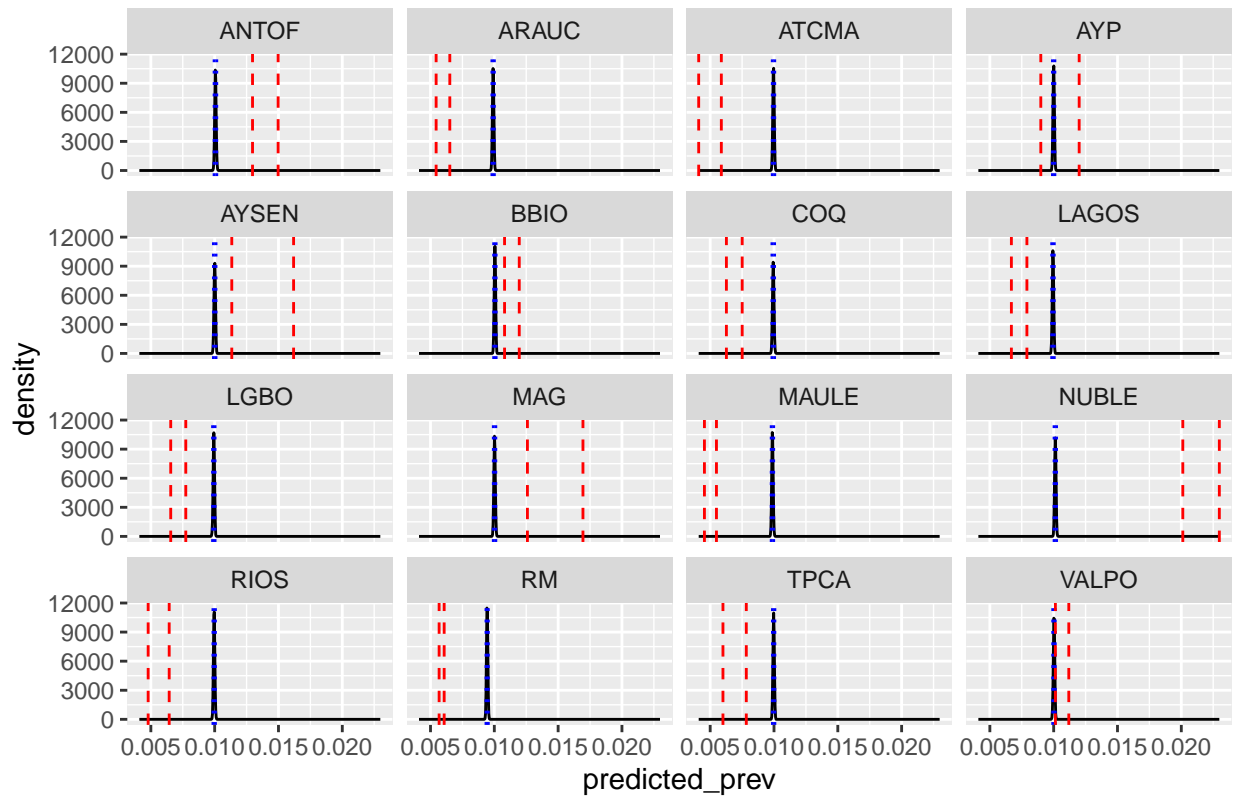 ANTOF ARAUC ATCMA AYP
12000
9000
6000
3000
0
AYSEN BBIO COQ LAGOS
12000
9000
6000
3000
0
density
LGBO MAG MAULE NUBLE
12000
9000
6000
3000
0
RIOS RM TPCA VALPO
12000
9000
6000
3000
0
0.005 0.010 0.015 0.020 0.005 0.010 0.015 0.020 0.005 0.010 0.015 0.020 0.005 0.010 0.015 0.020
predicted_prev